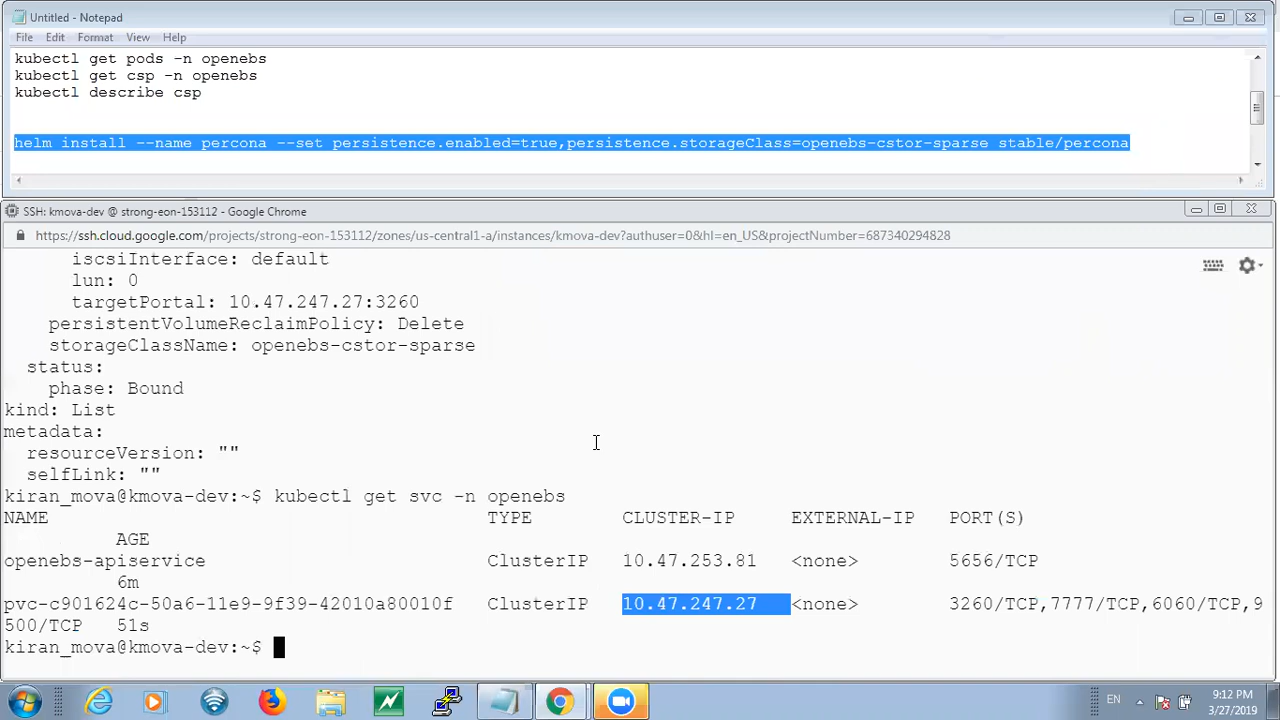 Untitled - Notepad
File Edit Format View Help
kubectl get pods -n openebs
kubectl get csp -n openebs
kubectl describe csp
helm install --name percona --set persistence.enabled=true,persistence.storageClass=openebs-cstor-sparse stable/percona
SSH: kmova-dev @ strong-eon-153112 - Google Chrome
https://ssh.cloud.google.com/projects/strong-eon-153112/zones/us-central1-a/instances/kmova-dev?authuser=0&hl=en_US&projectNumber=687340294828
iscsiInterface: default
lun: 0
targetPortal: 10.47.247.27:3260
persistentVolumeReclaimPolicy: Delete
storageClassName: openebs-cstor-sparse
status:
phase: Bound
kind: List
metadata:
resourceVersion: ""
selfLink: ""
kiran_mova@kmova-dev:~$ kubectl get svc -n openebs
NAME TYPE CLUSTER-IP EXTERNAL-IP PORT(S)
AGE
openebs-apiservice ClusterIP 10.47.253.81 <none> 5656/TCP
6m
pvc-c901624c-50a6-11e9-9f39-42010a80010f ClusterIP 10.47.247.27 <none> 3260/TCP,7777/TCP,6060/TCP,9
500/TCP 51s
kiran_mova@kmova-dev:~$
EN
9:12 PM
3/27/2019